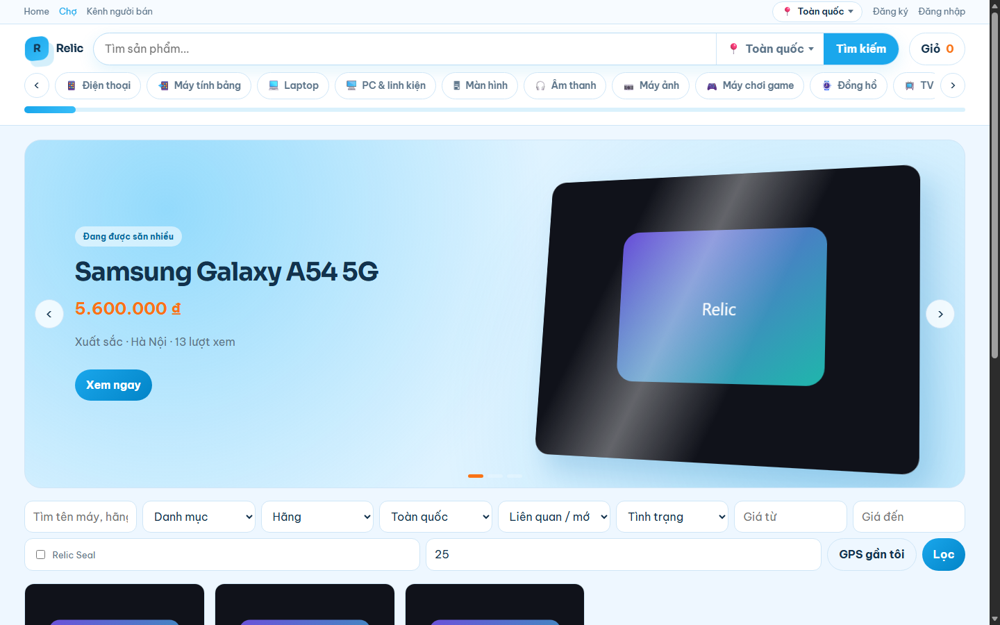 Home Chợ Kênh người bán
Toàn quốc Đăng ký Đăng nhập
R Relic Tìm sản phẩm... Toàn quốc Tìm kiếm Giỏ 0
Điện thoại Máy tính bảng Laptop PC & linh kiện Màn hình Âm thanh Máy ảnh Máy chơi game Đồng hồ TV
Đang được săn nhiều
Samsung Galaxy A54 5G
5.600.000 ₫
Xuất sắc · Hà Nội · 13 lượt xem
Xem ngay
Relic
Tìm tên máy, hãng Danh mục Hãng Toàn quốc Liên quan / mớ Tình trạng Giá từ Giá đến
Relic Seal 25 GPS gần tôi Lọc